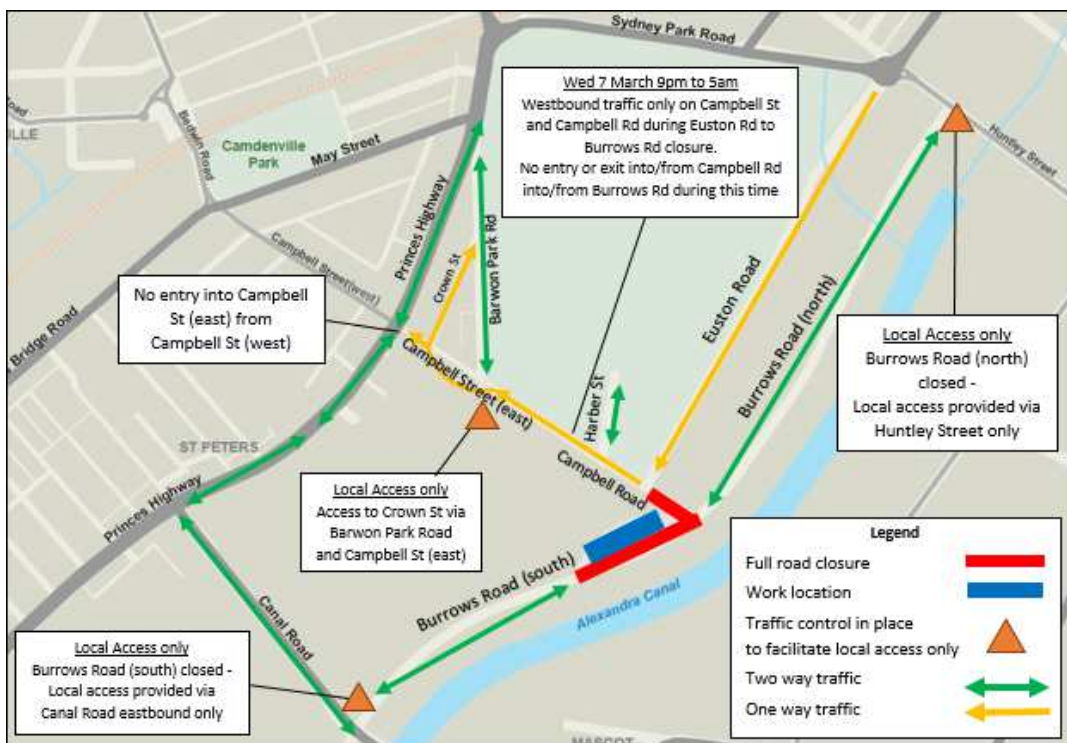 Sydney Park Road
Wed 7 March 9pm to 5am
Westbound traffic only on Campbell St
and Campbell Rd during Euston Rd to
Burrows Rd closure.
No entry or exit into/from Campbell Rd
into/from Burrows Rd during this time
Road
ILLE
Bedwin Road
Camdenville
Park
May Street
Huntley Street
Princes Highway
Campbell Street(west)
Crown St
Barwon Park Rd
Euston Road
Burrows Road (north)
No entry into Campbell
St (east) from
Campbell St (west)
Bridge Road
Campbell Street (east)
Harber St
Local Access only
Burrows Road (north)
closed -
Local access provided via
Huntley Street only
ST PETERS
Campbell Road
Princes Highway
Local Access only
Access to Crown St via
Barwon Park Road
and Campbell St (east)
Burrows Road (south)
Alexandra Canal
Canal Road
Local Access only
Burrows Road (south) closed -
Local access provided via
Canal Road eastbound only
Legend
Full road closure
Work location
Traffic control in place
to facilitate local access only
Two way traffic
One way traffic
MASCOT